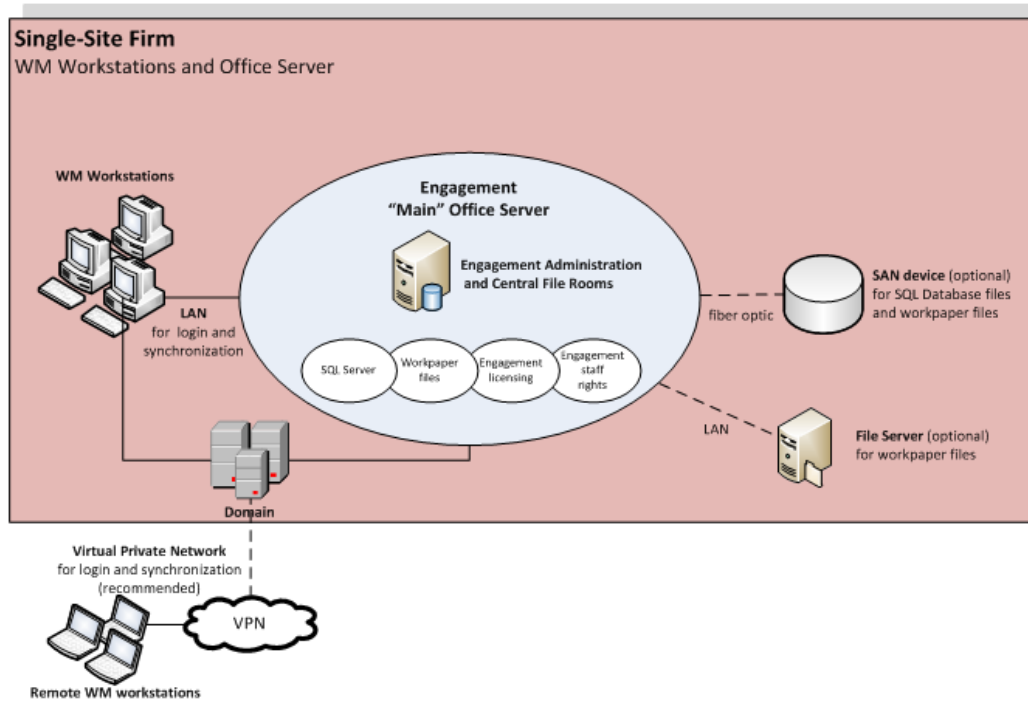 Single-Site Firm
WM Workstations and Office Server
WM Workstations
Engagement
"Main" Office Server
Engagement Administration
and Central File Rooms
LAN
for login and
synchronization
SQL Server
Workpaper
files
Engagement
licensing
Engagement
staff
rights
fiber optic
SAN device (optional)
for SQL Database files
and workpaper files
LAN
File Server (optional)
for workpaper files
Domain
Virtual Private Network
for login and synchronization
(recommended)
VPN
Remote WM workstations